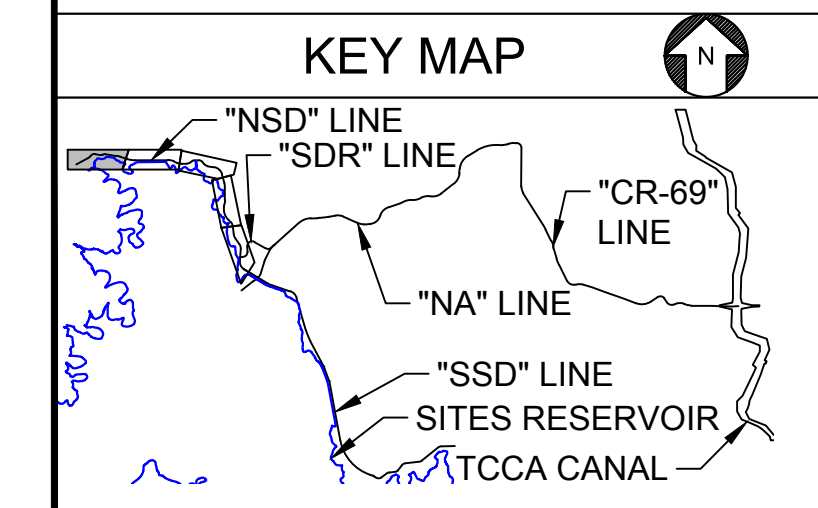 KEY MAP
N
"NSD" LINE
"SDR" LINE
"CR-69"
LINE
"NA" LINE
"SSD" LINE
SITES RESERVOIR
TCCA CANAL